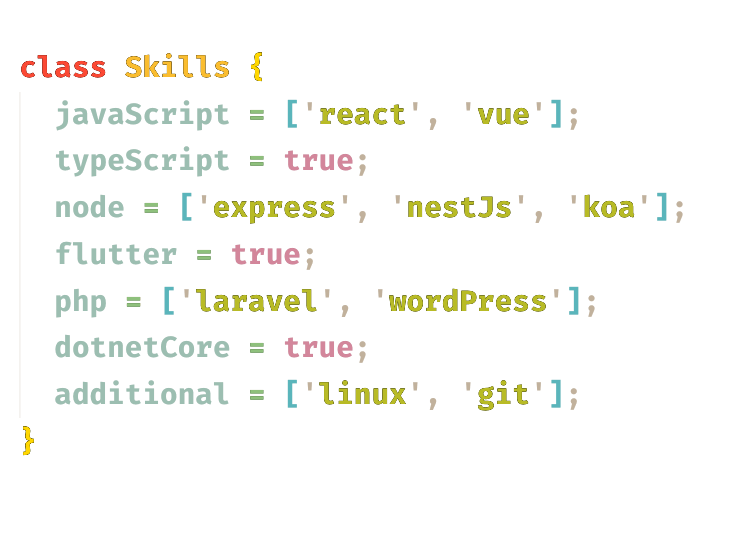 class Skills {
  javaScript = ['react', 'vue'];
  typeScript = true;
  node = ['express', 'nestJs', 'koa'];
  flutter = true;
  php = ['laravel', 'wordPress'];
  dotnetCore = true;
  additional = ['linux', 'git'];
}